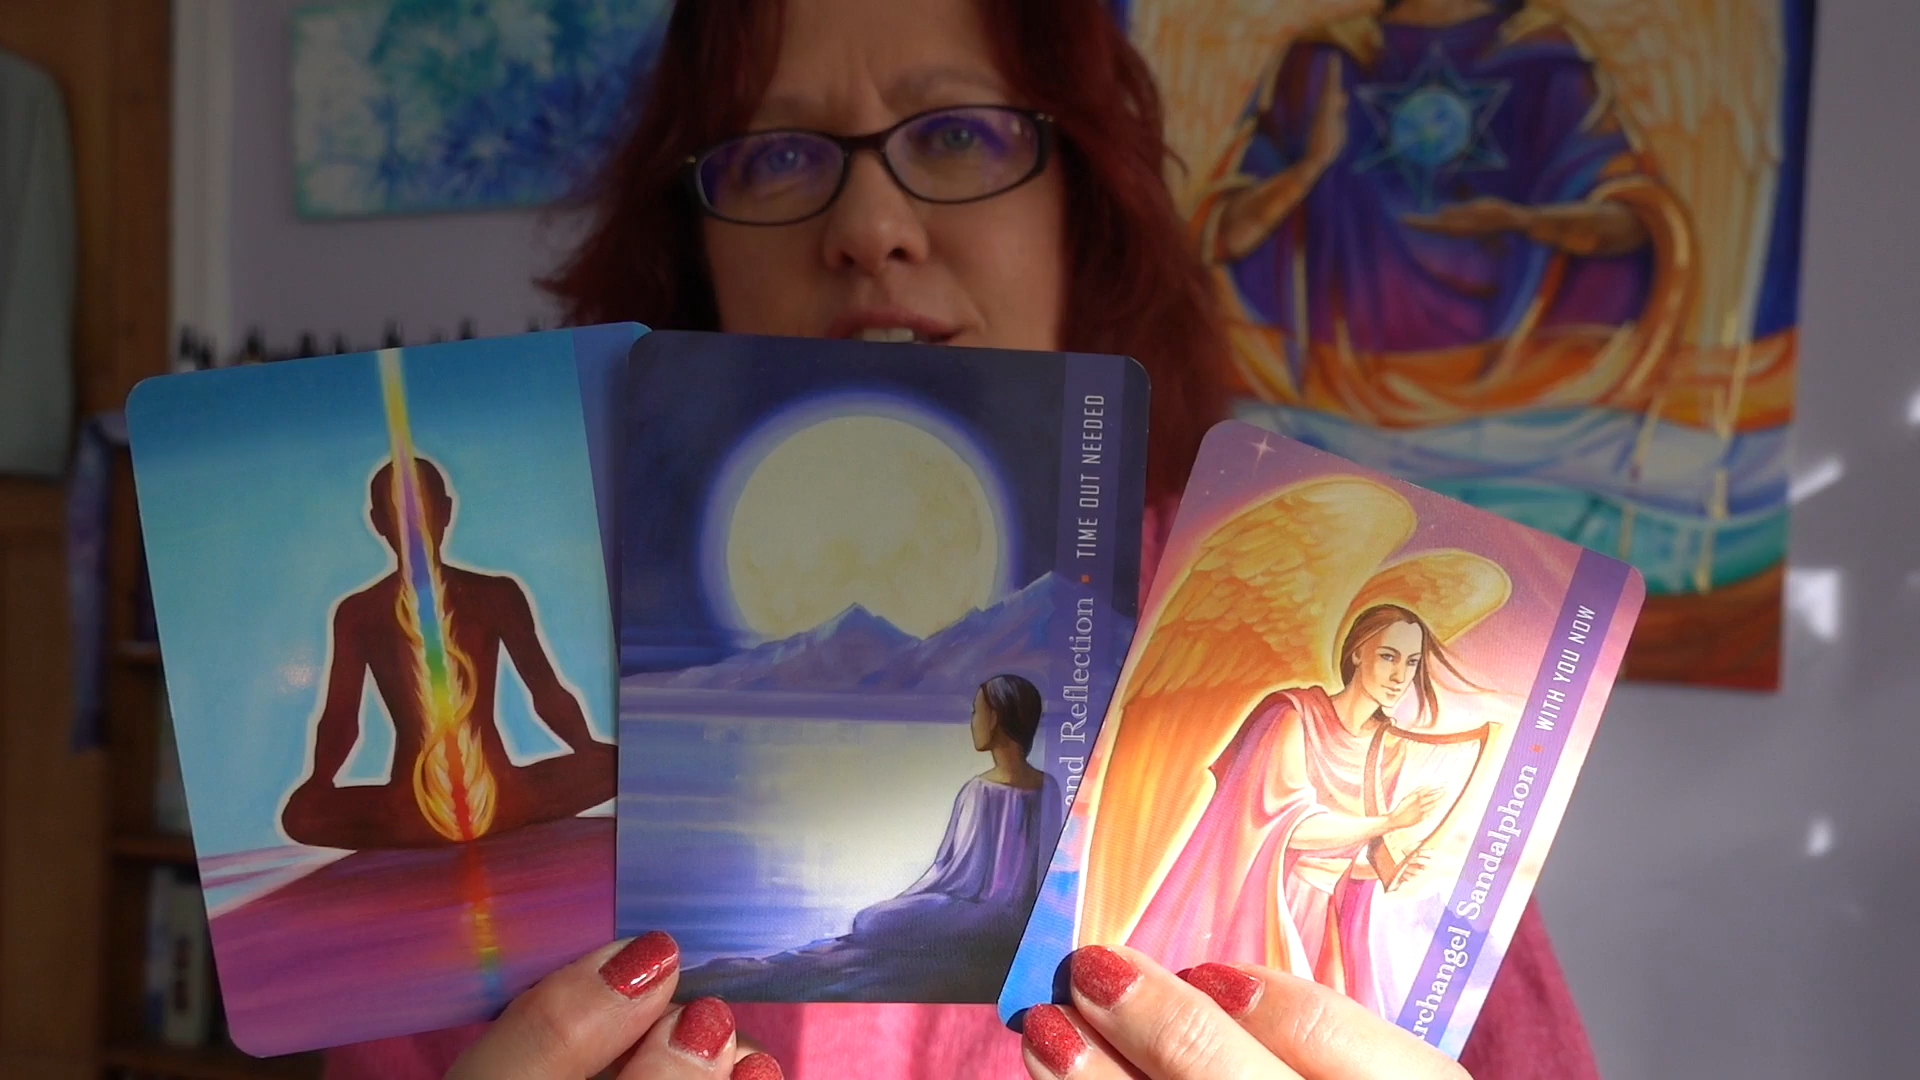 and Reflection • TIME OUT NEEDED
rchangel Sandalphon • WITH YOU NOW